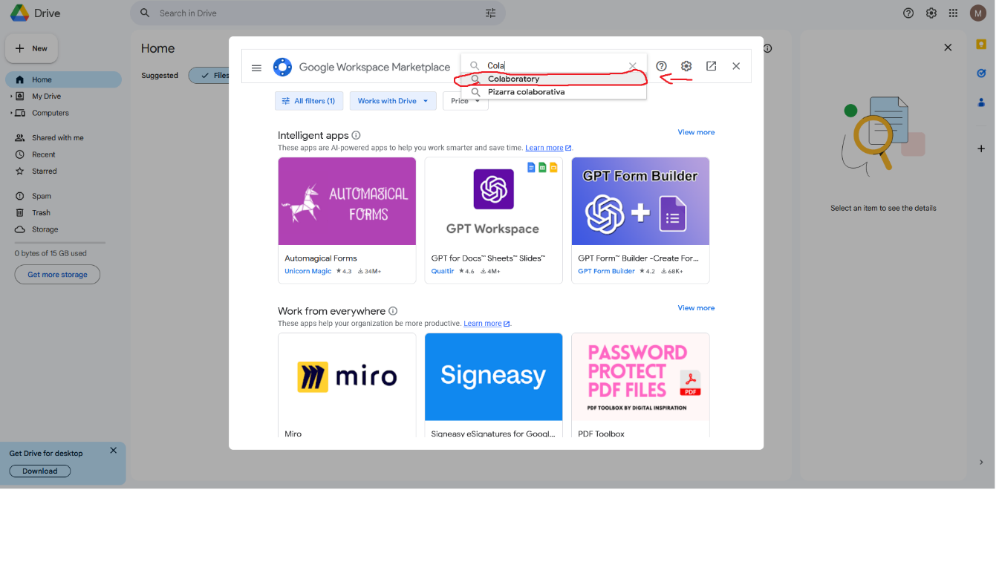 Drive
Search in Drive
M
New
Home
My Drive
Computers
Shared with me
Recent
Starred
Spam
Trash
Storage
0 bytes of 15 GB used
Get more storage
Get Drive for desktop
Download
Home
Suggested
Files
Google Workspace Marketplace
Cola
Colaboratory
Pizarra colaborativa
All filters (1)
Works with Drive
Price
Intelligent apps
View more
These apps are AI-powered apps to help you work smarter and save time. Learn more.
AUTOMAGICAL
FORMS
Automagical Forms
Unicorn Magic ★ 4.3 34M+
GPT Workspace
GPT for Docs™ Sheets™ Slides™
Qualtir ★ 4.6 4M+
GPT Form Builder
GPT Form™ Builder -Create For...
GPT Form Builder ★ 4.2 68K+
Work from everywhere
View more
These apps help your organization be more productive. Learn more.
miro
Miro
Signeasy
Signeasy eSignatures for Googl...
PASSWORD
PROTECT
PDF FILES
PDF
PDF TOOLBOX BY DIGITAL INSPIRATION
PDF Toolbox
Select an item to see the details